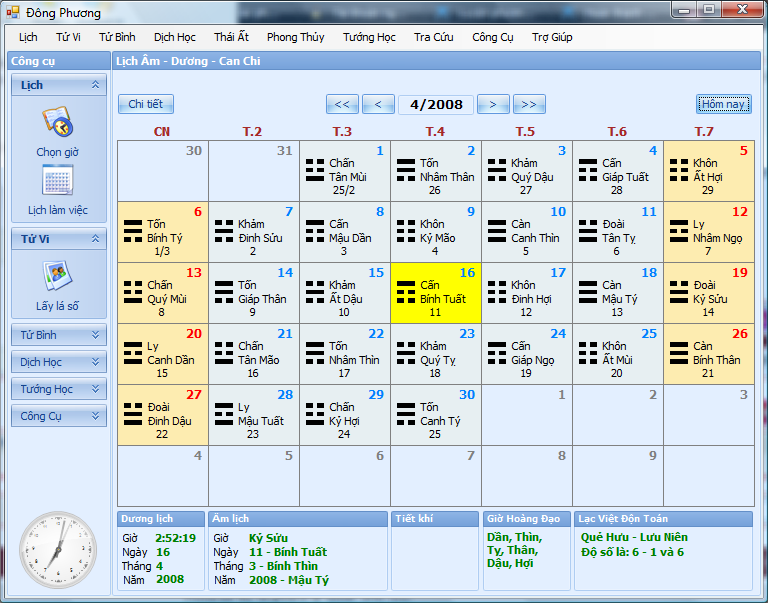 Đông Phương
Lịch Tử Vi Tử Bình Dịch Học Thái Ất Phong Thủy Tướng Học Tra Cứu Công Cụ Trợ Giúp
Công cụ
Lịch
Chọn giờ
Lịch làm việc
Tử Vi
Lấy lá số
Tử Bình
Dịch Học
Tướng Học
Công Cụ
Lịch Âm - Dương - Can Chi
Chi tiết << < 4/2008 > >> Hôm nay
CN T.2 T.3 T.4 T.5 T.6 T.7
30 31 1 2 3 4 5
Chấn Tốn Khảm Cấn Khôn
Tân Mùi Nhâm Thân Quý Dậu Giáp Tuất Ất Hợi
25/2 26 27 28 29
6 7 8 9 10 11 12
Tốn Khảm Cấn Khôn Càn Đoài Ly
Bính Tý Đinh Sửu Mậu Dần Kỷ Mão Canh Thìn Tân Tỵ Nhâm Ngọ
1/3 2 3 4 5 6 7
13 14 15 16 17 18 19
Chấn Tốn Khảm Cấn Khôn Càn Đoài
Quý Mùi Giáp Thân Ất Dậu Bính Tuất Đinh Hợi Mậu Tý Kỷ Sửu
8 9 10 11 12 13 14
20 21 22 23 24 25 26
Ly Chấn Tốn Khảm Cấn Khôn Càn
Canh Dần Tân Mão Nhâm Thìn Quý Tỵ Giáp Ngọ Ất Mùi Bính Thân
15 16 17 18 19 20 21
27 28 29 30 1 2 3
Đoài Ly Chấn Tốn
Đinh Dậu Mậu Tuất Kỷ Hợi Canh Tý
22 23 24 25
4 5 6 7 8 9
Dương lịch
Giờ 2:52:19
Ngày 16
Tháng 4
Năm 2008
Âm lịch
Giờ Kỷ Sửu
Ngày 11 - Bính Tuất
Tháng 3 - Bính Thìn
Năm 2008 - Mậu Tý
Tiết khí
Giờ Hoàng Đạo
Dần, Thìn,
Tỵ, Thân,
Dậu, Hợi
Lạc Việt Độn Toán
Quẻ Hưu - Lưu Niên
Độ số là: 6 - 1 và 6